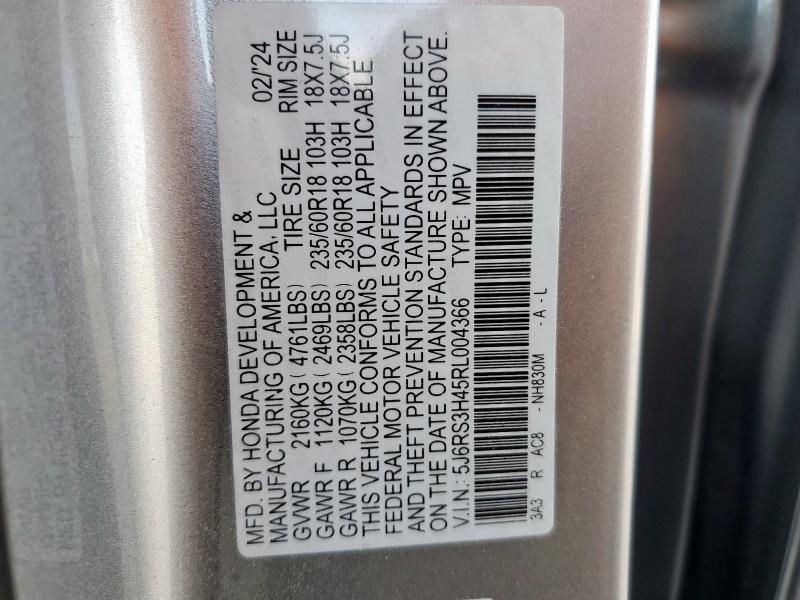 MFD. BY HONDA DEVELOPMENT & 02/'24
MANUFACTURING OF AMERICA, LLC
GVWR 2160KG( 4761LBS) TIRE SIZE RIM SIZE
GAWR F 1120KG( 2469LBS) 235/60R18 103H 18X7.5J
GAWR R 1070KG( 2358LBS) 235/60R18 103H 18X7.5J
THIS VEHICLE CONFORMS TO ALL APPLICABLE
FEDERAL MOTOR VEHICLE SAFETY
AND THEFT PREVENTION STANDARDS IN EFFECT
ON THE DATE OF MANUFACTURE SHOWN ABOVE.
V.I.N.: 5J6RS3H45RL004366 TYPE: MPV
3A3 R AC8 -NH830M -A-L